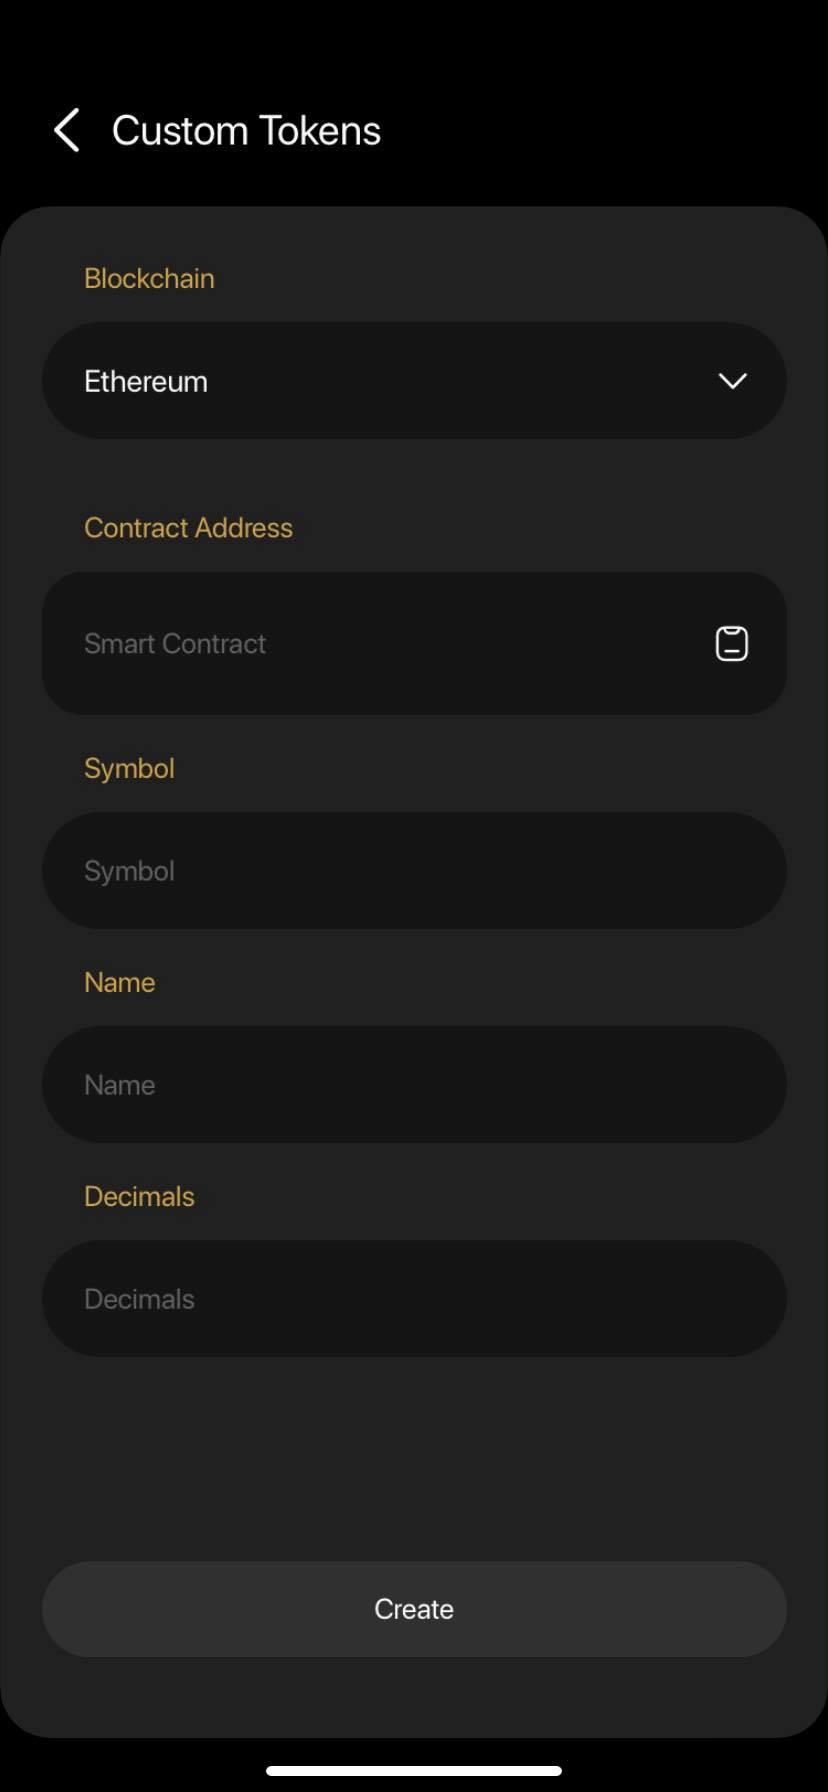 Custom Tokens
Blockchain
Ethereum
Contract Address
Smart Contract
Symbol
Symbol
Name
Name
Decimals
Decimals
Create